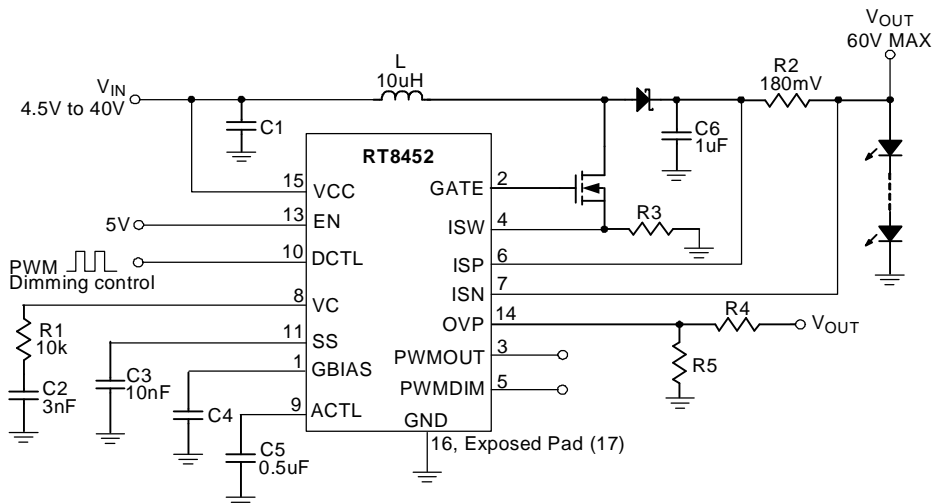 VOUT
60V MAX
L
10uH
R2
180mV
VIN
4.5V to 40V
C1
C6
1uF
RT8452
15
VCC
GATE
2
13
EN
5V
ISW
4
R3
10
DCTL
PWM
Dimming control
ISP
6
8
VC
ISN
7
R1
10k
11
SS
OVP
14
R4
VOUT
1
GBIAS
PWMOUT
3
R5
C3
10nF
C2
3nF
PWMDIM
5
C4
9
ACTL
GND
C5
0.5uF
16, Exposed Pad (17)